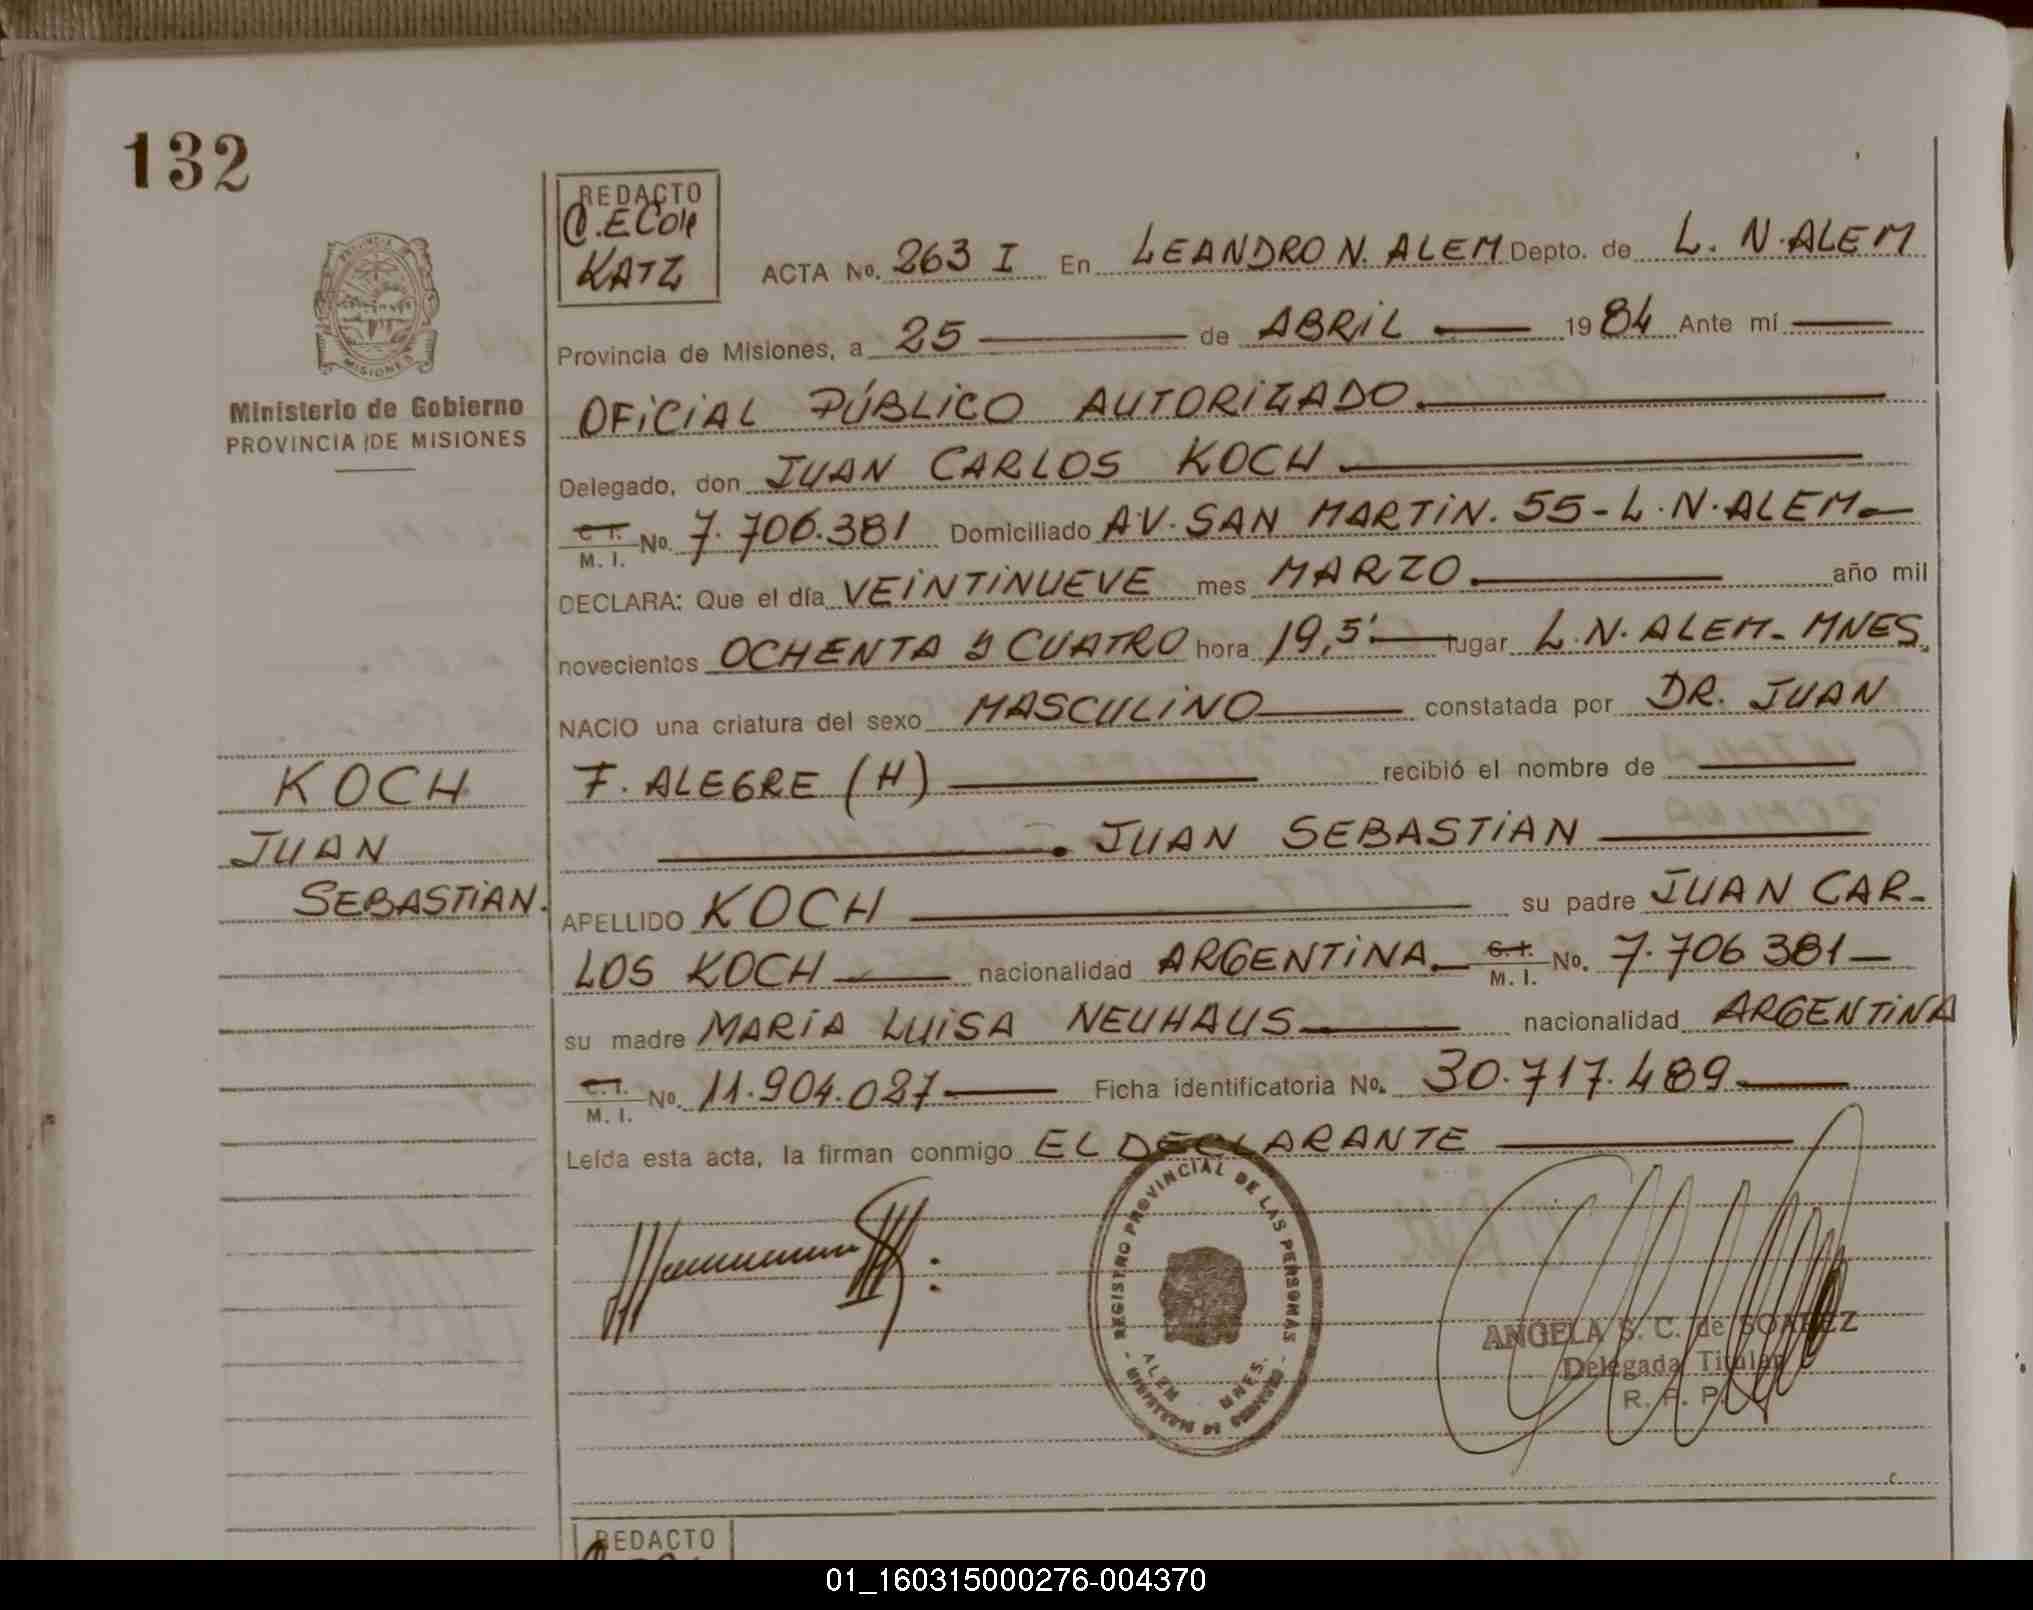 132
REDACTO
KATZ
ACTA No. 263 I En LEANDRO N. ALEM Depto. de L. N. ALEM
Provincia de Misiones, a 25 de ABRIL 1984 Ante mí
OFICIAL PÚBLICO AUTORIZADO.
Delegado, don JUAN CARLOS KOCH
C. I.
M. I. No. 7.706.381 Domiciliado AV. SAN MARTIN. 55-L.N.ALEM.
DECLARA: Que el día VEINTINUEVE mes MARZO. año mil
novecientos OCHENTA y CUATRO hora 19,5' lugar L.N. ALEM. MNES.
NACIO una criatura del sexo MASCULINO constatada por DR. JUAN
F. ALEGRE (H) recibió el nombre de
. JUAN SEBASTIAN
APELLIDO KOCH su padre JUAN CAR-
LOS KOCH nacionalidad ARGENTINA. C. I.
M. I. No. 7.706 381
su madre MARIA LUISA NEUHAUS nacionalidad ARGENTINA
C. I.
M. I. No. 11.904.027 Ficha identificatoria No. 30.717.489
Leída esta acta, la firman conmigo EL DECLARANTE
Ministerio de Gobierno
PROVINCIA DE MISIONES
PROVINCIA DE
MISIONES
KOCH
JUAN
SEBASTIAN.
REGISTRO PROVINCIAL DE LAS PERSONAS
ALEM MNES.
ANGELA S. C. de SOAREZ
Delegada Titular
R. P. P.
REDACTO
01_160315000276-004370